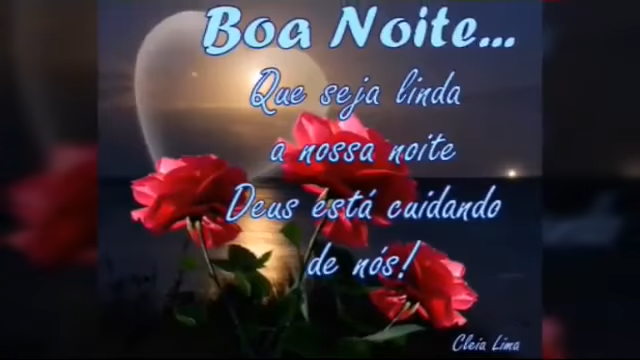 Boa Noite...
Que seja linda
a nossa noite
Deus está cuidando
de nós!
Cleia Lima